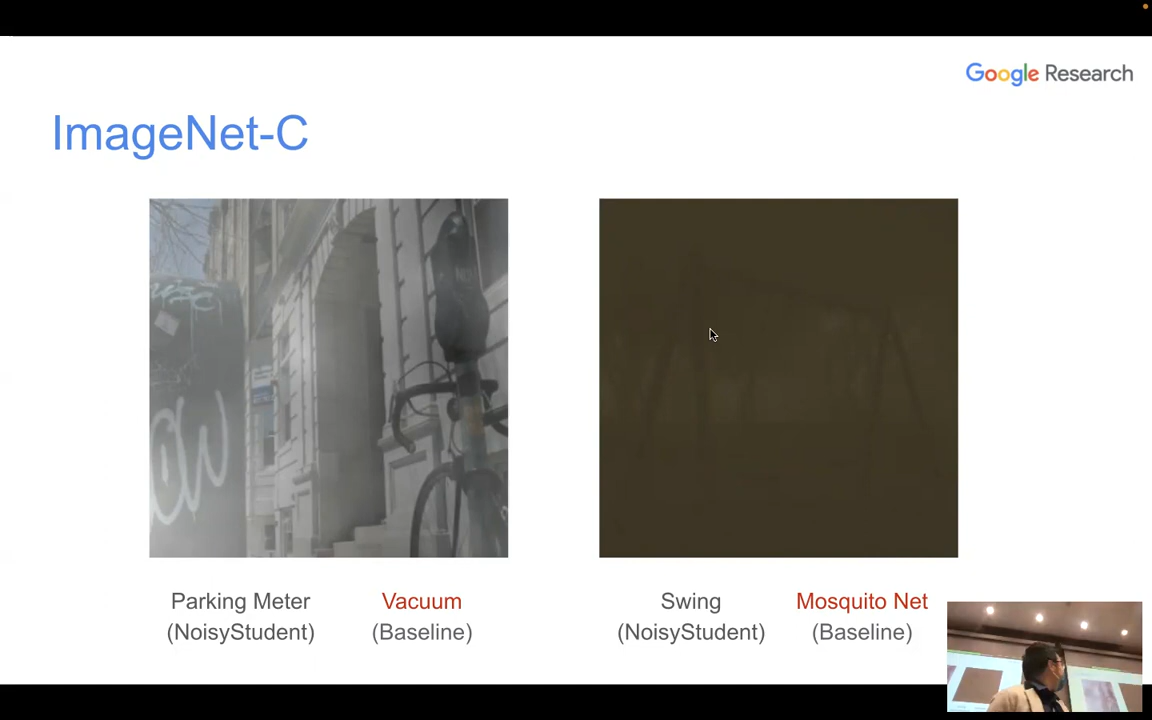 Google Research
ImageNet-C
Parking Meter
(NoisyStudent)
Vacuum
(Baseline)
Swing
(NoisyStudent)
Mosquito Net
(Baseline)